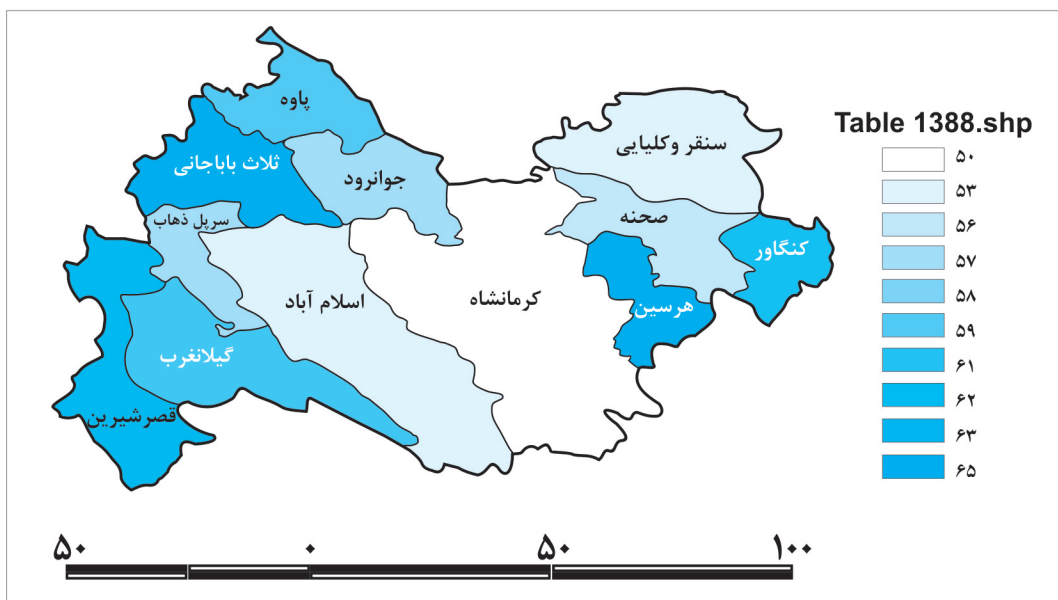 پاوه
ثلاث باباجانی
جوانرود
سنقر وکلیایی
سرپل ذهاب
صحنه
کنگاور
اسلام آباد
کرمانشاه
هرسین
گیلانغرب
قصرشیرین
Table 1388.shp
۵۰
۵۳
۵۶
۵۷
۵۸
۵۹
۶۱
۶۲
۶۳
۶۵
۵۰ ۰ ۵۰ ۱۰۰